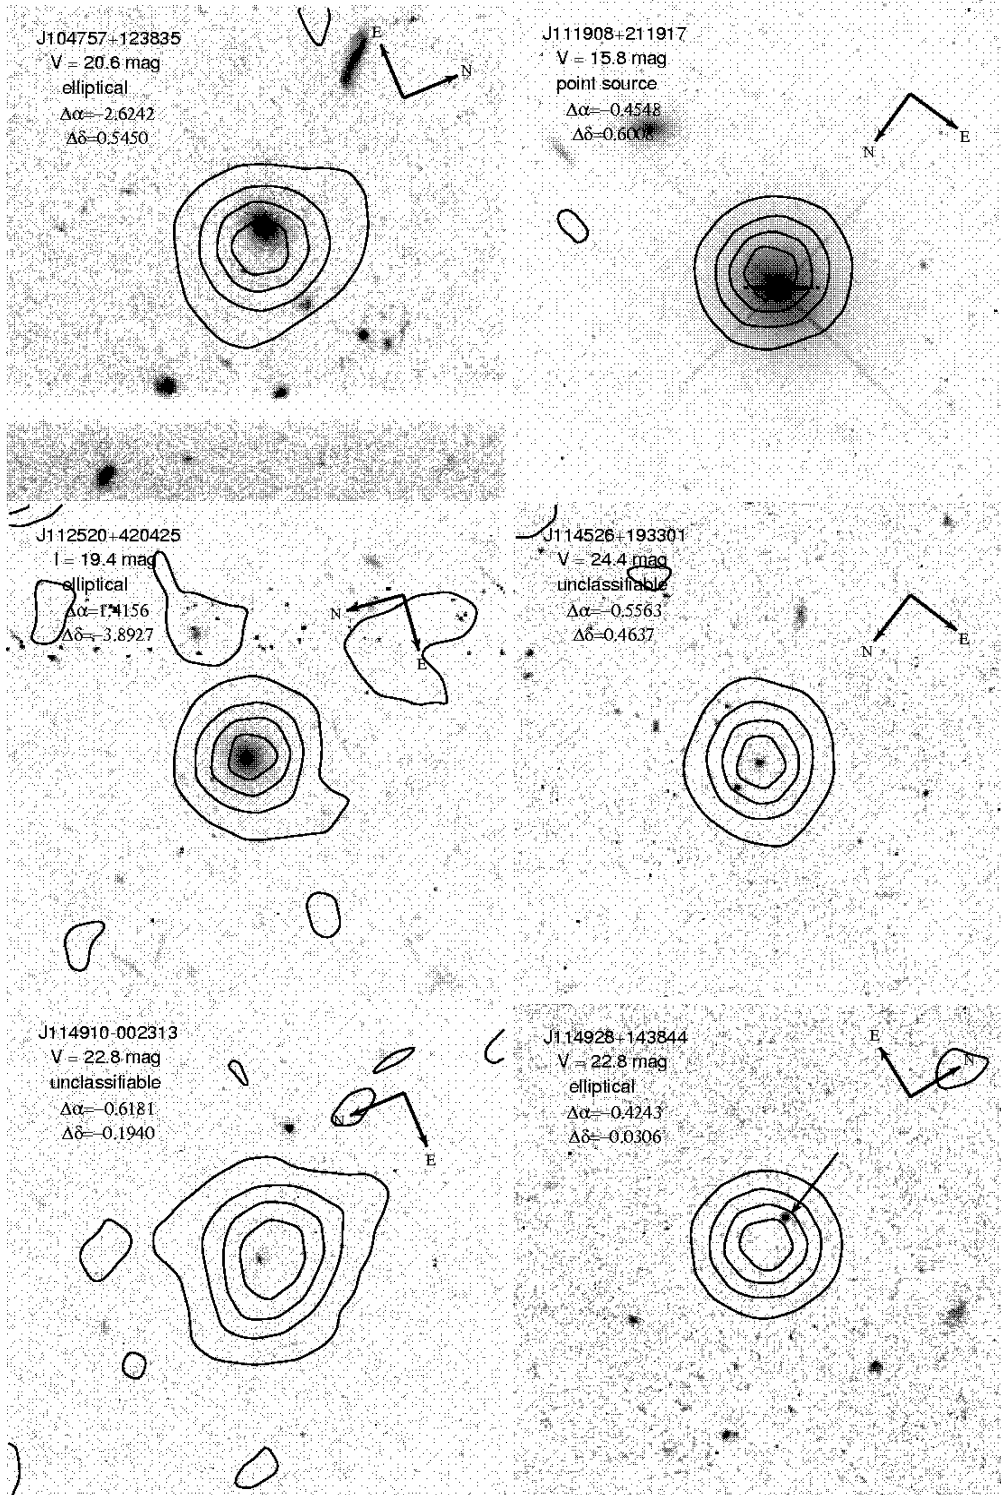 J104757+123835
V = 20.6 mag
elliptical
Δα=−2.6242
Δδ=0.5450
E
N
J111908+211917
V = 15.8 mag
point source
Δα=−0.4548
Δδ=0.6008
N
E
J112520+420425
I = 19.4 mag
elliptical
Δα=1.4156
Δδ=−3.8927
N
E
J114526+193301
V = 24.4 mag
unclassifiable
Δα=−0.5563
Δδ=0.4637
N
E
J114910-002313
V = 22.8 mag
unclassifiable
Δα=−0.6181
Δδ=−0.1940
N
E
J114928+143844
V = 22.8 mag
elliptical
Δα=−0.4243
Δδ=−0.0306
E
N